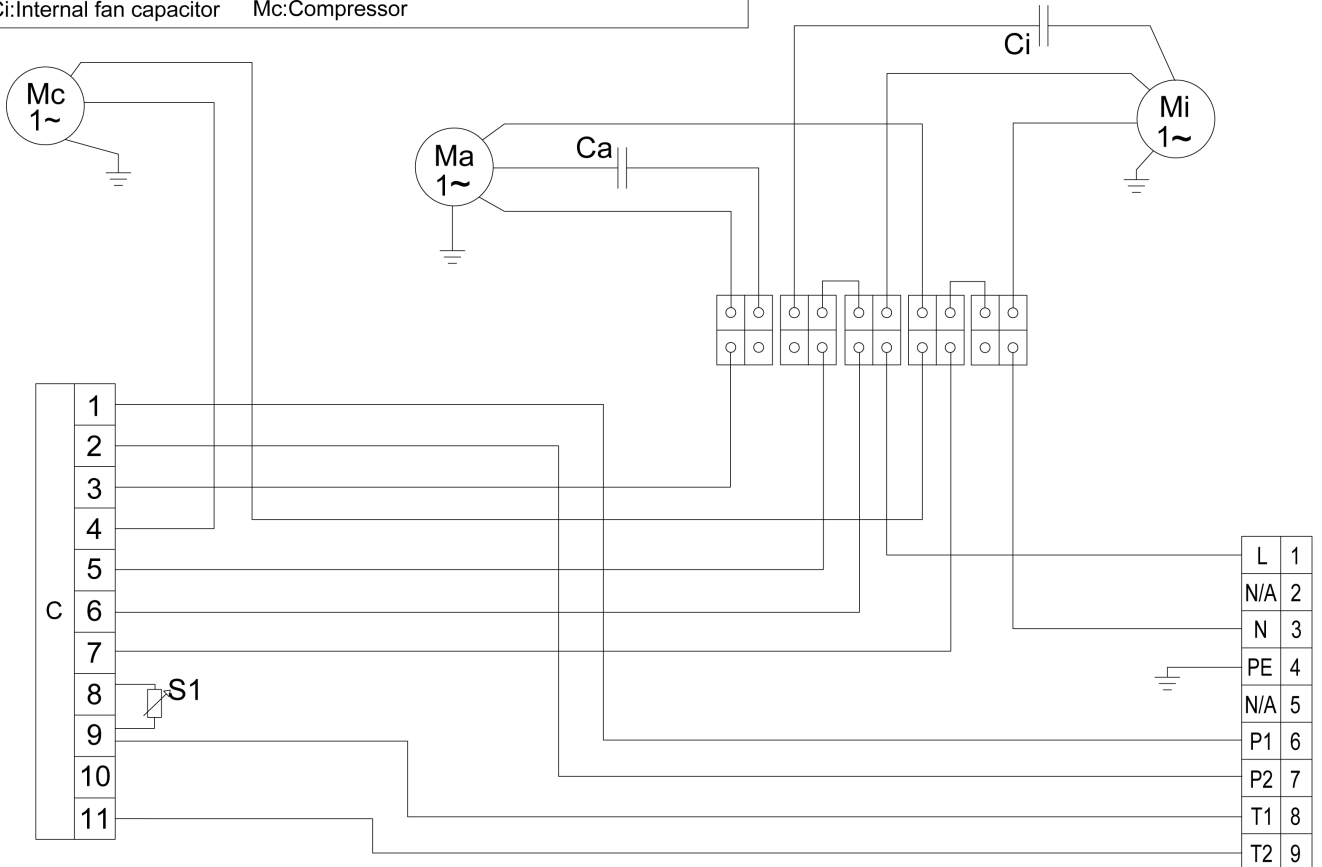 Ci:Internal fan capacitor Mc:Compressor
Ci
Mc
1~
Mi
1~
Ma
1~
Ca
C
1
2
3
4
5
6
7
8
9
10
11
S1
L 1
N/A 2
N 3
PE 4
N/A 5
P1 6
P2 7
T1 8
T2 9